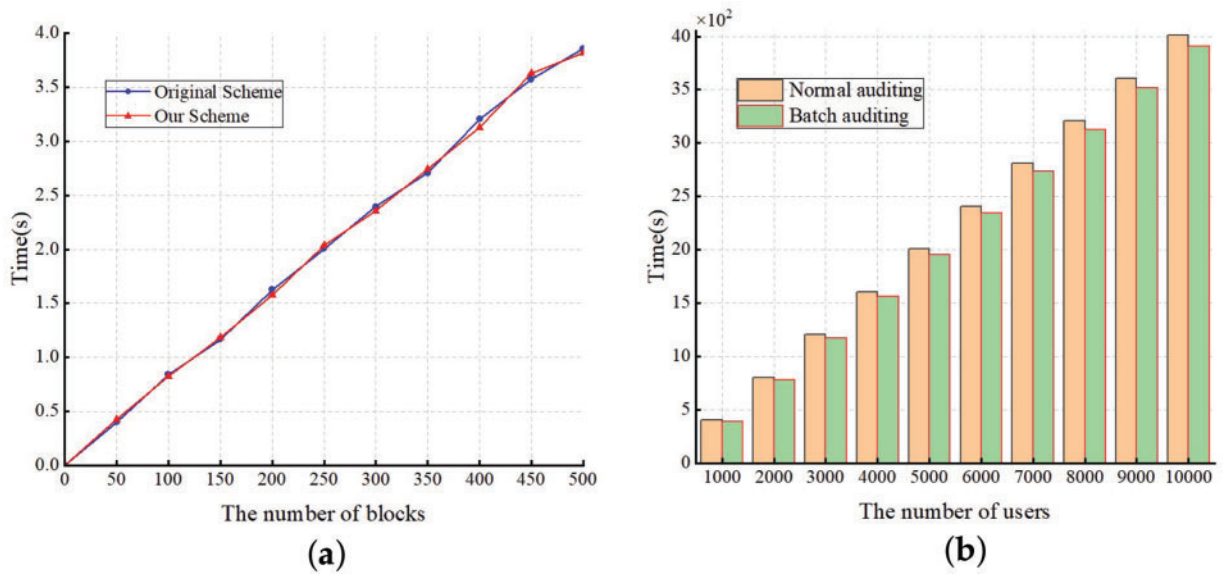 4.0
3.5
3.0
2.5
2.0
1.5
1.0
0.5
0.0
Time(s)
Original Scheme
Our Scheme
0 50 100 150 200 250 300 350 400 450 500
The number of blocks
(a)
×10²
40
35
30
25
20
15
10
5
0
Time(s)
Normal auditing
Batch auditing
1000 2000 3000 4000 5000 6000 7000 8000 9000 10000
The number of users
(b)